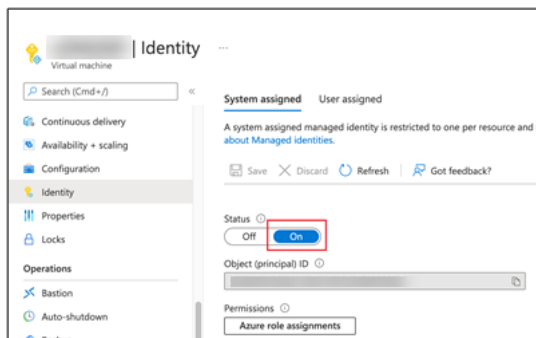 | Identity ...
Virtual machine
Search (Cmd+/)
«
Continuous delivery
Availability + scaling
Configuration
Identity
Properties
Locks
Operations
Bastion
Auto-shutdown
System assigned User assigned
A system assigned managed identity is restricted to one per resource and
about Managed identities.
Save Discard Refresh Got feedback?
Status
Off On
Object (principal) ID
Permissions
Azure role assignments